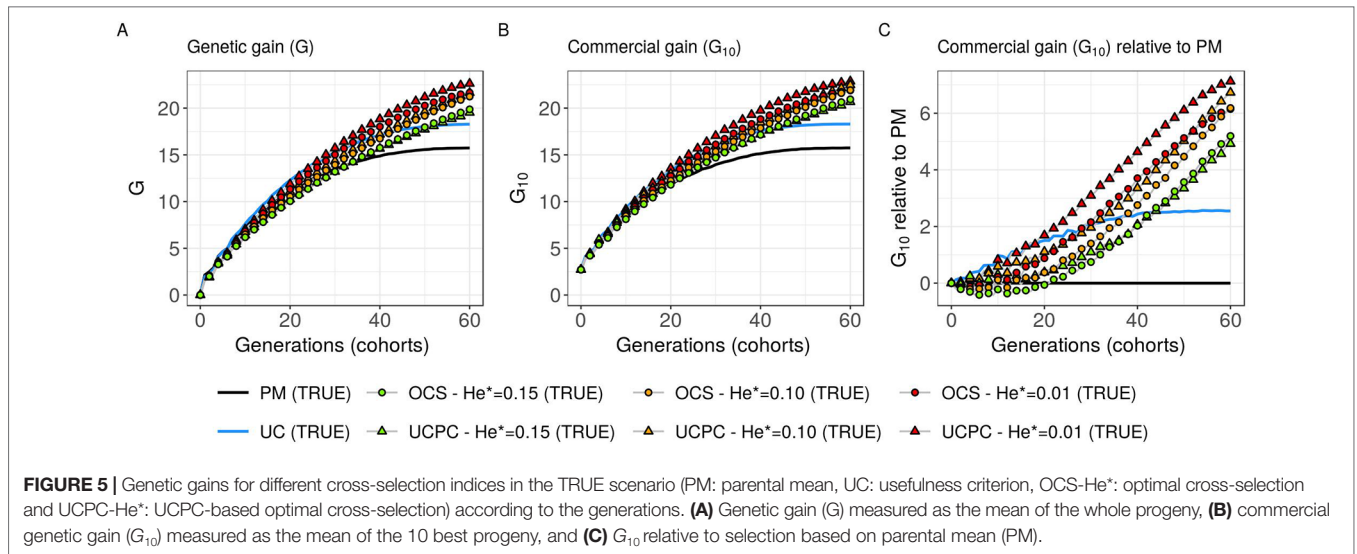 A
Genetic gain (G)
G
0
5
10
15
20
0 20 40 60
Generations (cohorts)
B
Commercial gain (G₁₀)
G₁₀
0
5
10
15
20
0 20 40 60
Generations (cohorts)
C
Commercial gain (G₁₀) relative to PM
G₁₀ relative to PM
0
2
4
6
0 20 40 60
Generations (cohorts)
PM (TRUE) OCS - He*=0.15 (TRUE) OCS - He*=0.10 (TRUE) OCS - He*=0.01 (TRUE)
UC (TRUE) UCPC - He*=0.15 (TRUE) UCPC - He*=0.10 (TRUE) UCPC - He*=0.01 (TRUE)
FIGURE 5 | Genetic gains for different cross-selection indices in the TRUE scenario (PM: parental mean, UC: usefulness criterion, OCS-He*: optimal cross-selection
and UCPC-He*: UCPC-based optimal cross-selection) according to the generations. (A) Genetic gain (G) measured as the mean of the whole progeny, (B) commercial
genetic gain (G₁₀) measured as the mean of the 10 best progeny, and (C) G₁₀ relative to selection based on parental mean (PM).